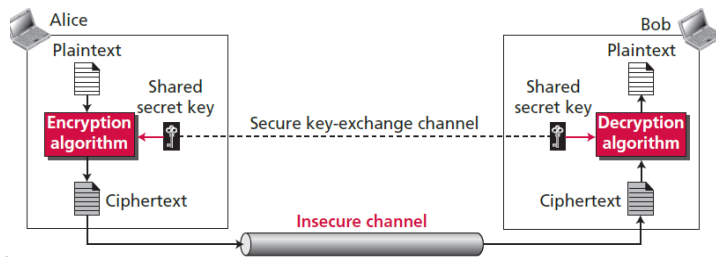 Alice
Bob
Plaintext
Plaintext
Shared
secret key
Shared
secret key
Encryption
algorithm
Secure key-exchange channel
Decryption
algorithm
Ciphertext
Ciphertext
Insecure channel